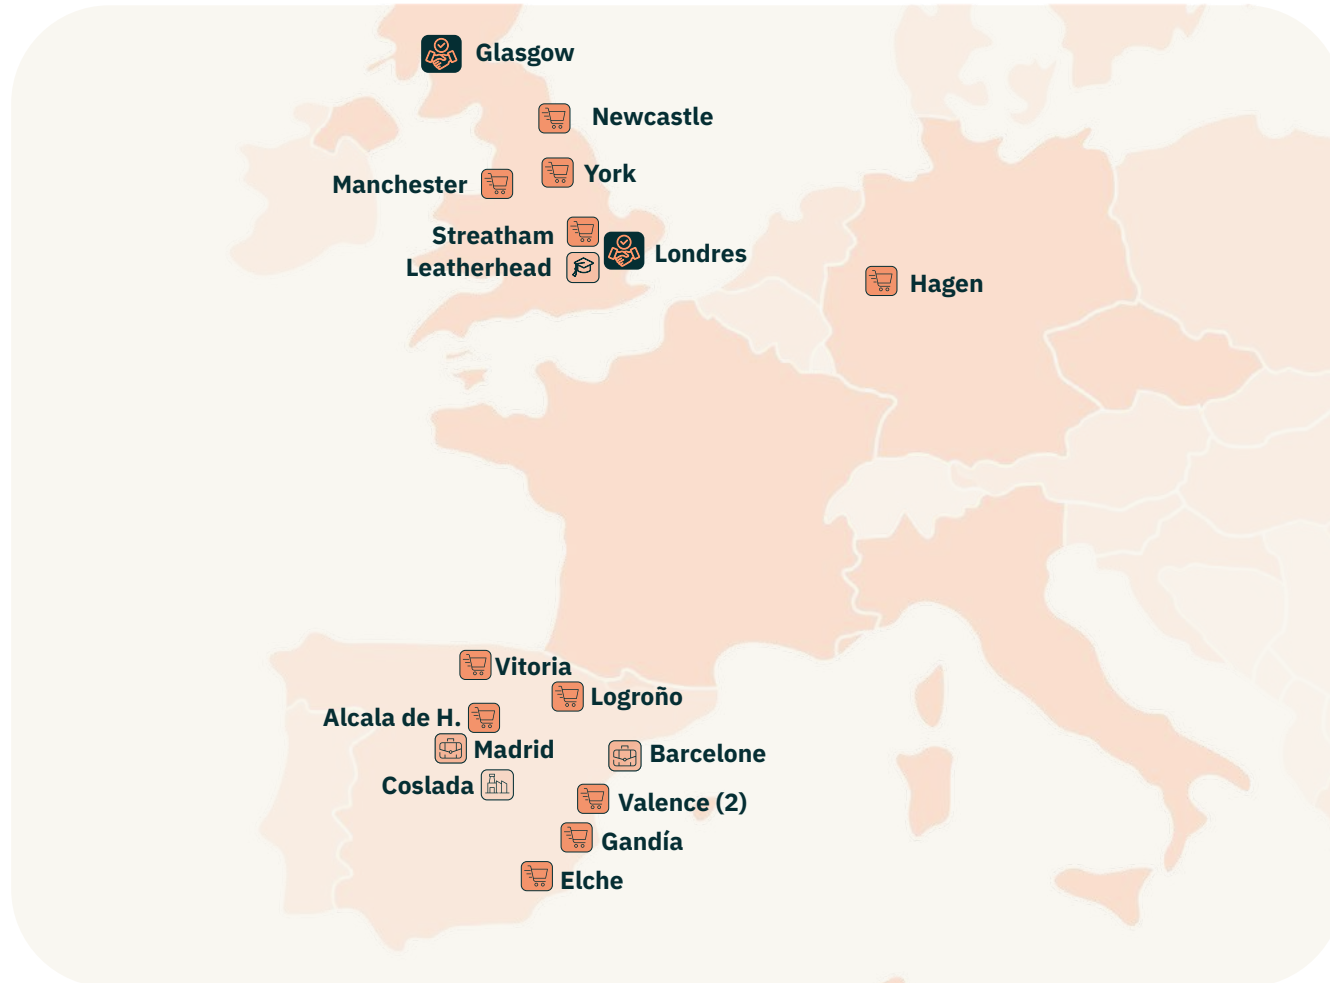 Glasgow
Newcastle
York
Manchester
Streatham
Londres
Leatherhead
Hagen
Vitoria
Logroño
Alcala de H.
Madrid
Barcelone
Coslada
Valence (2)
Gandía
Elche